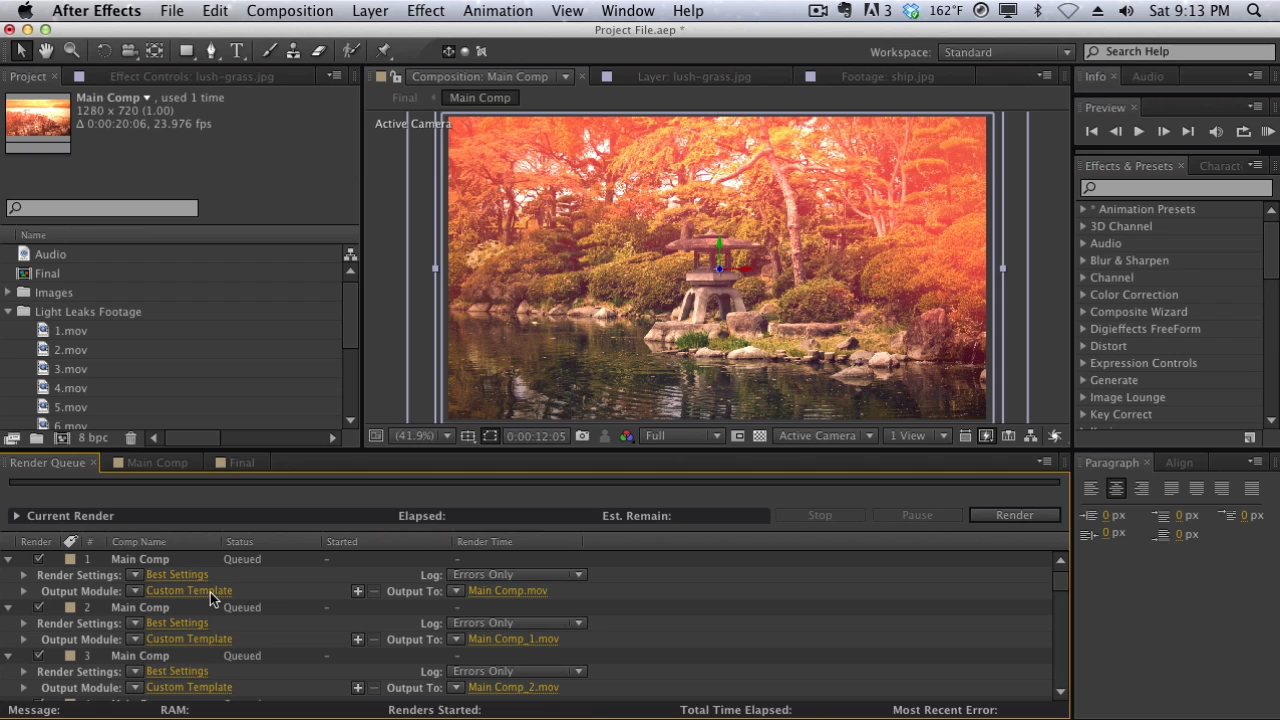 After Effects File Edit Composition Layer Effect Animation View Window Help 3 162°F Sat 9:13 PM
Project File.aep *
Workspace: Standard Search Help
Project Effect Controls: lush-grass.jpg Composition: Main Comp Layer: lush-grass.jpg Footage: ship.jpg Info Audio
Main Comp , used 1 time
1280 x 720 (1.00)
Δ 0:00:20:06, 23.976 fps
Final Main Comp
Preview
Active Camera
Effects & Presets Charact
Name
Audio
Final
Images
Light Leaks Footage
1.mov
2.mov
3.mov
4.mov
5.mov
6.mov
* Animation Presets
3D Channel
Audio
Blur & Sharpen
Channel
Color Correction
Composite Wizard
Digieffects FreeForm
Distort
Expression Controls
Generate
Image Lounge
Key Correct
8 bpc (41.9%) 0:00:12:05 Full Active Camera 1 View
Render Queue Main Comp Final Paragraph Align
Current Render Elapsed: Est. Remain: Stop Pause Render
0 px 0 px 0 px
0 px 0 px
Render # Comp Name Status Started Render Time
1 Main Comp Queued - -
Render Settings: Best Settings Log: Errors Only
Output Module: Custom Template Output To: Main Comp.mov
2 Main Comp Queued - -
Render Settings: Best Settings Log: Errors Only
Output Module: Custom Template Output To: Main Comp_1.mov
3 Main Comp Queued - -
Render Settings: Best Settings Log: Errors Only
Output Module: Custom Template Output To: Main Comp_2.mov
Message: RAM: Renders Started: Total Time Elapsed: Most Recent Error: